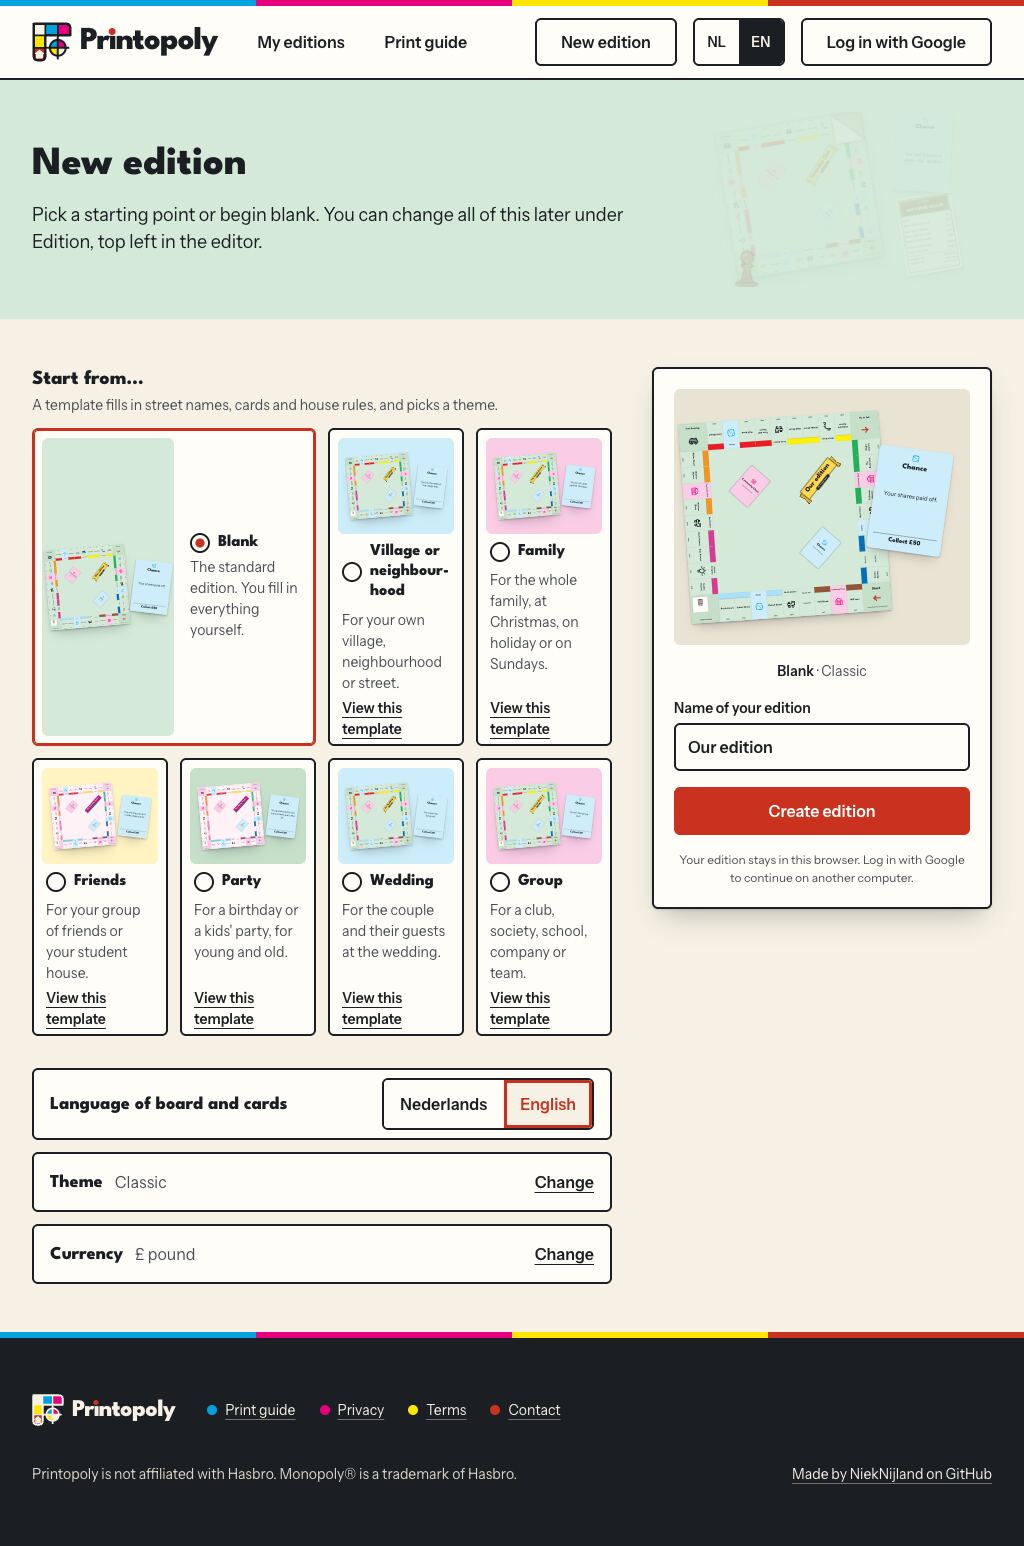 Printopoly
My editions
Print guide
New edition
NL
EN
Log in with Google
New edition
Pick a starting point or begin blank. You can change all of this later under
Edition, top left in the editor.
Start from…
A template fills in street names, cards and house rules, and picks a theme.
Blank
The standard
edition. You fill in
everything
yourself.
Village or
neighbour-
hood
For your own
village,
neighbourhood
or street.
View this
template
Family
For the whole
family, at
Christmas, on
holiday or on
Sundays.
View this
template
Friends
For your group
of friends or
your student
house.
View this
template
Party
For a birthday or
a kids' party, for
young and old.
View this
template
Wedding
For the couple
and their guests
at the wedding.
View this
template
Group
For a club,
society, school,
company or
team.
View this
template
Our edition
Chance
Your shares paid off.
Collect £50
Blank · Classic
Name of your edition
Our edition
Create edition
Your edition stays in this browser. Log in with Google
to continue on another computer.
Language of board and cards
Nederlands
English
Theme Classic
Change
Currency £ pound
Change
Printopoly
Print guide
Privacy
Terms
Contact
Printopoly is not affiliated with Hasbro. Monopoly® is a trademark of Hasbro.
Made by NiekNijland on GitHub